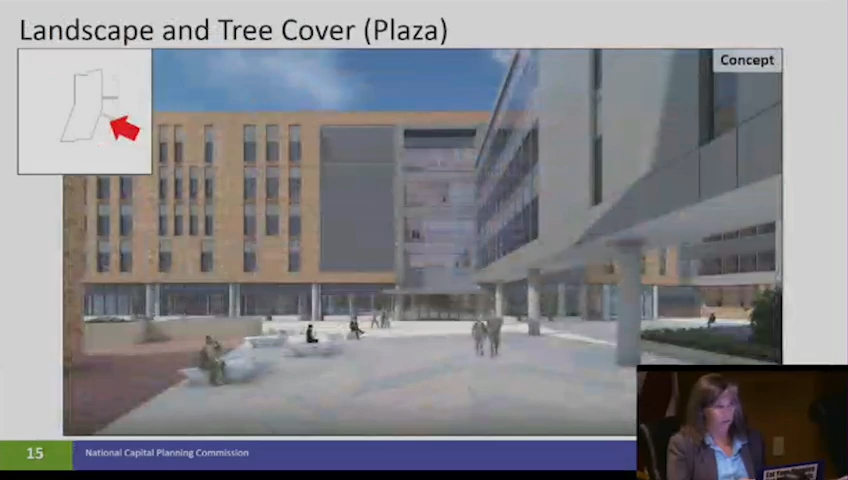 Landscape and Tree Cover (Plaza)
Concept
15
National Capital Planning Commission